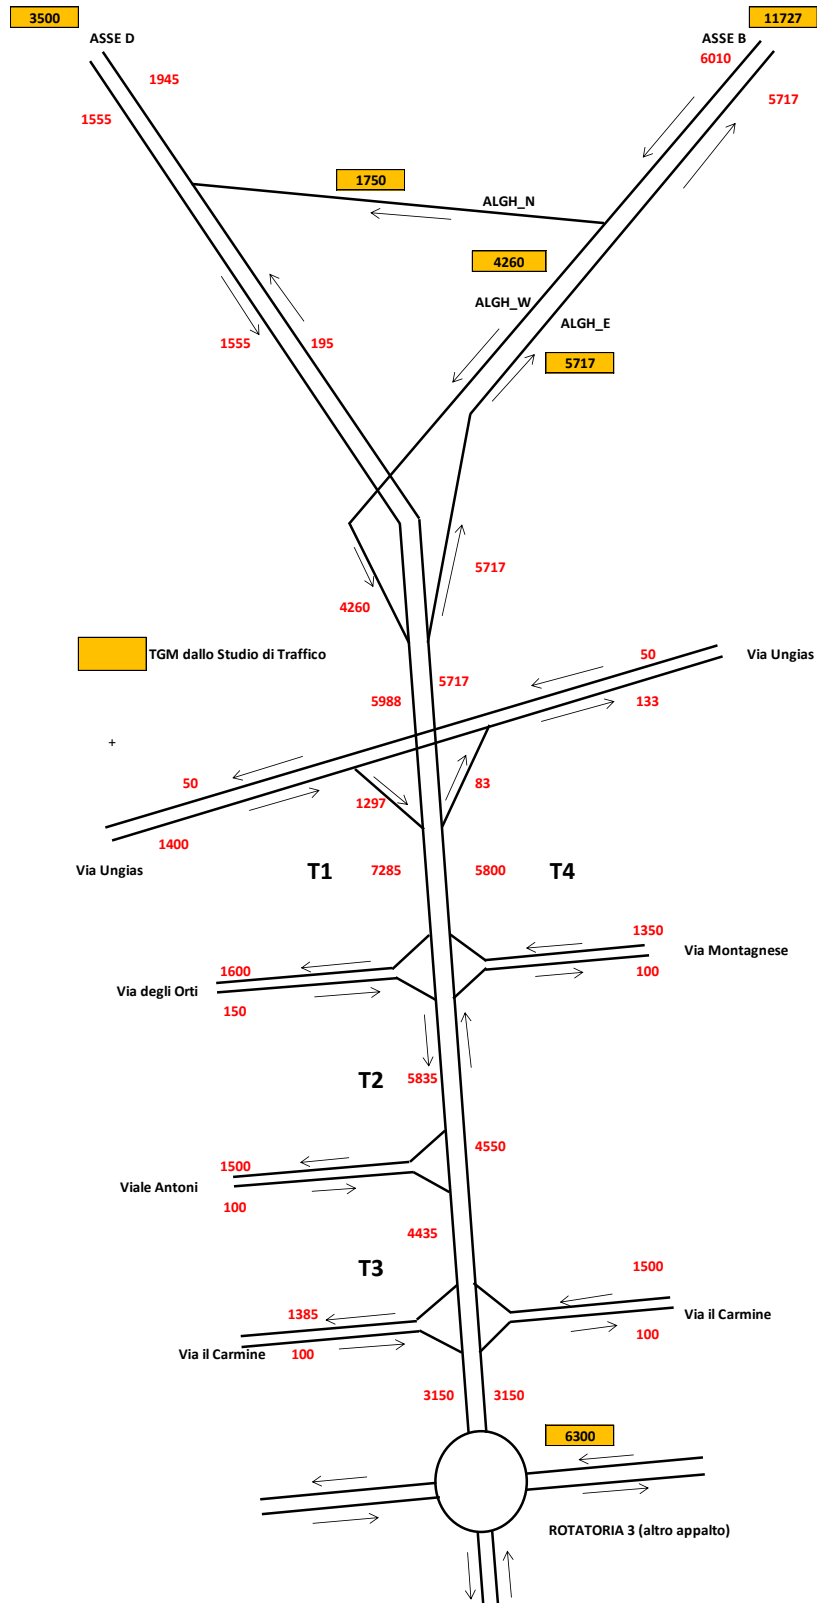 3500
11727
ASSE D
ASSE B
6010
1945
5717
1555
1750
ALGH_N
4260
ALGH_W
ALGH_E
1555
195
5717
5717
4260
TGM dallo Studio di Traffico
50
Via Ungias
5717
5988
133
+
50
83
1297
1400
Via Ungias
T1
7285
5800
T4
1350
Via Montagnese
1600
100
Via degli Orti
150
T2
5835
4550
1500
Viale Antoni
100
4435
T3
1500
1385
Via il Carmine
100
Via il Carmine
100
3150
3150
6300
ROTATORIA 3 (altro appalto)